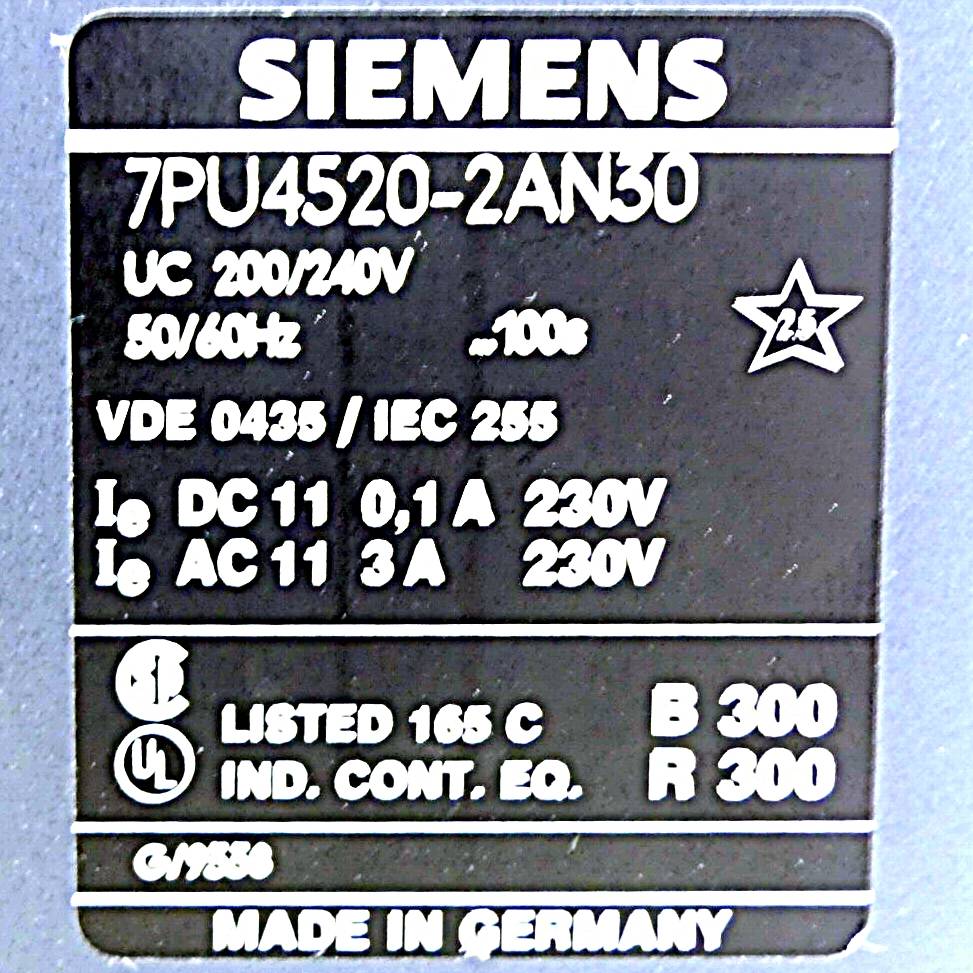 SIEMENS
7PU4520-2AN30
UC 200/240V
50/60Hz ...100s
2.5
VDE 0435 / IEC 255
Ie DC 11 0,1 A 230V
Ie AC 11 3 A 230V
LISTED 165 C B 300
UL
IND. CONT. EQ. R 300
MADE IN GERMANY